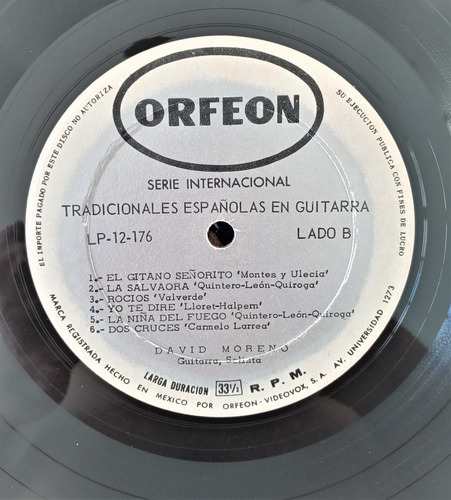 ORFEON
SERIE INTERNACIONAL
TRADICIONALES ESPAÑOLAS EN GUITARRA
LP-12-176 LADO B
1.- EL GITANO SEÑORITO 'Montes y Ulecia'
2.- LA SALVAORA 'Quintero-León-Quiroga'
3.- ROCIOS 'Valverde'
4.- YO TE DIRE 'Lloret-Halpern'
5.- LA NIÑA DEL FUEGO 'Quintero-León-Quiroga'
6.- DOS CRUCES 'Carmelo Larrea'
DAVID MORENO
Guitarra, Solista
LARGA DURACION 33⅓ R. P. M.
EL IMPORTE PAGADO POR ESTE DISCO NO AUTORIZA
SU EJECUCION PUBLICA CON FINES DE LUCRO
MARCA REGISTRADA HECHO EN MEXICO POR ORFEON-VIDEOVOX, S. A. AV. UNIVERSIDAD 1273